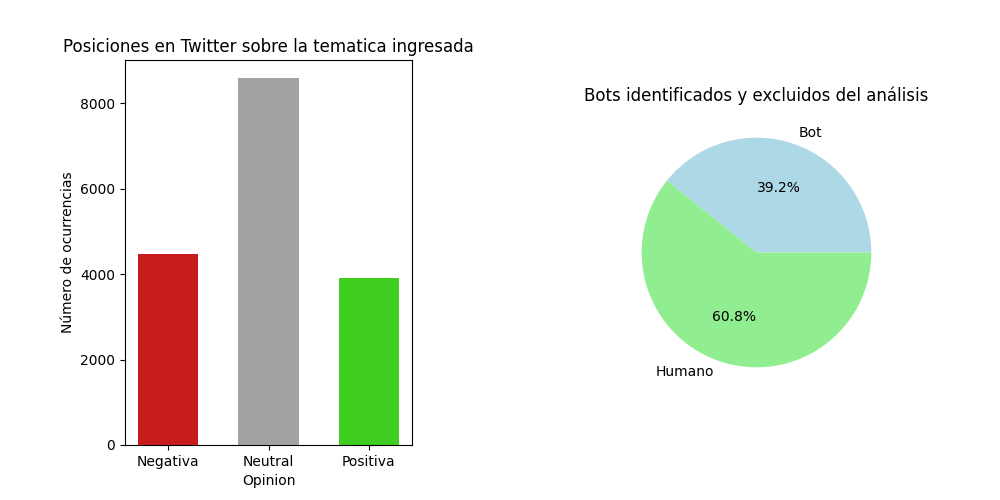 Posiciones en Twitter sobre la tematica ingresada
Número de ocurrencias
8000
6000
4000
2000
0
Negativa
Neutral
Positiva
Opinion
Bots identificados y excluidos del análisis
Bot
39.2%
60.8%
Humano